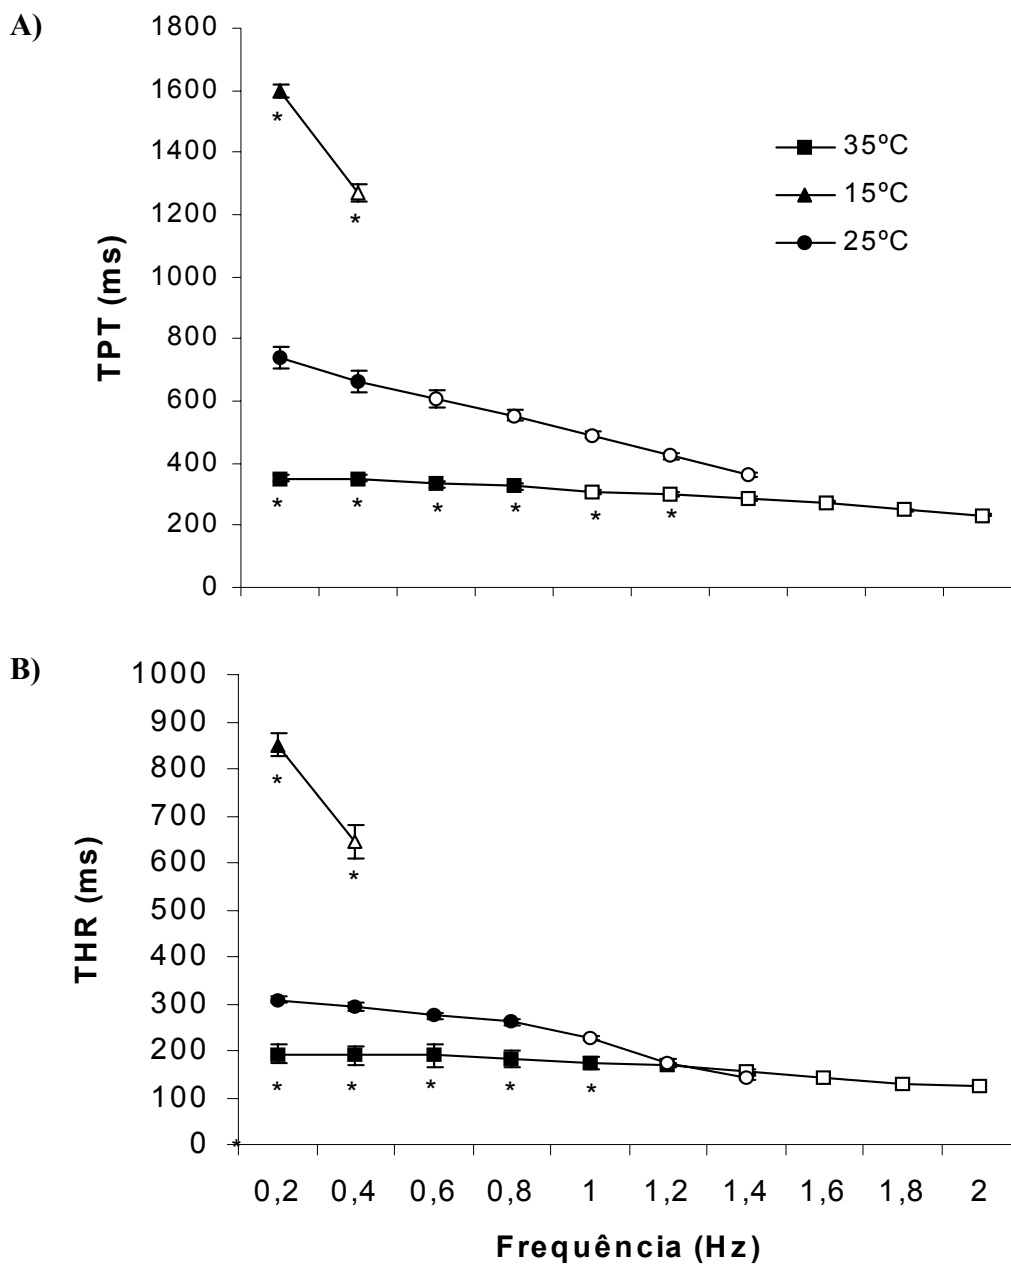 A)
TPT (ms)
1800
1600
1400
1200
1000
800
600
400
200
0
35ºC
15ºC
25ºC
*
*
* * * * * *
B)
THR (ms)
1000
900
800
700
600
500
400
300
200
100
0
*
*
* * * * *
*
0,2 0,4 0,6 0,8 1 1,2 1,4 1,6 1,8 2
Frequência (Hz)